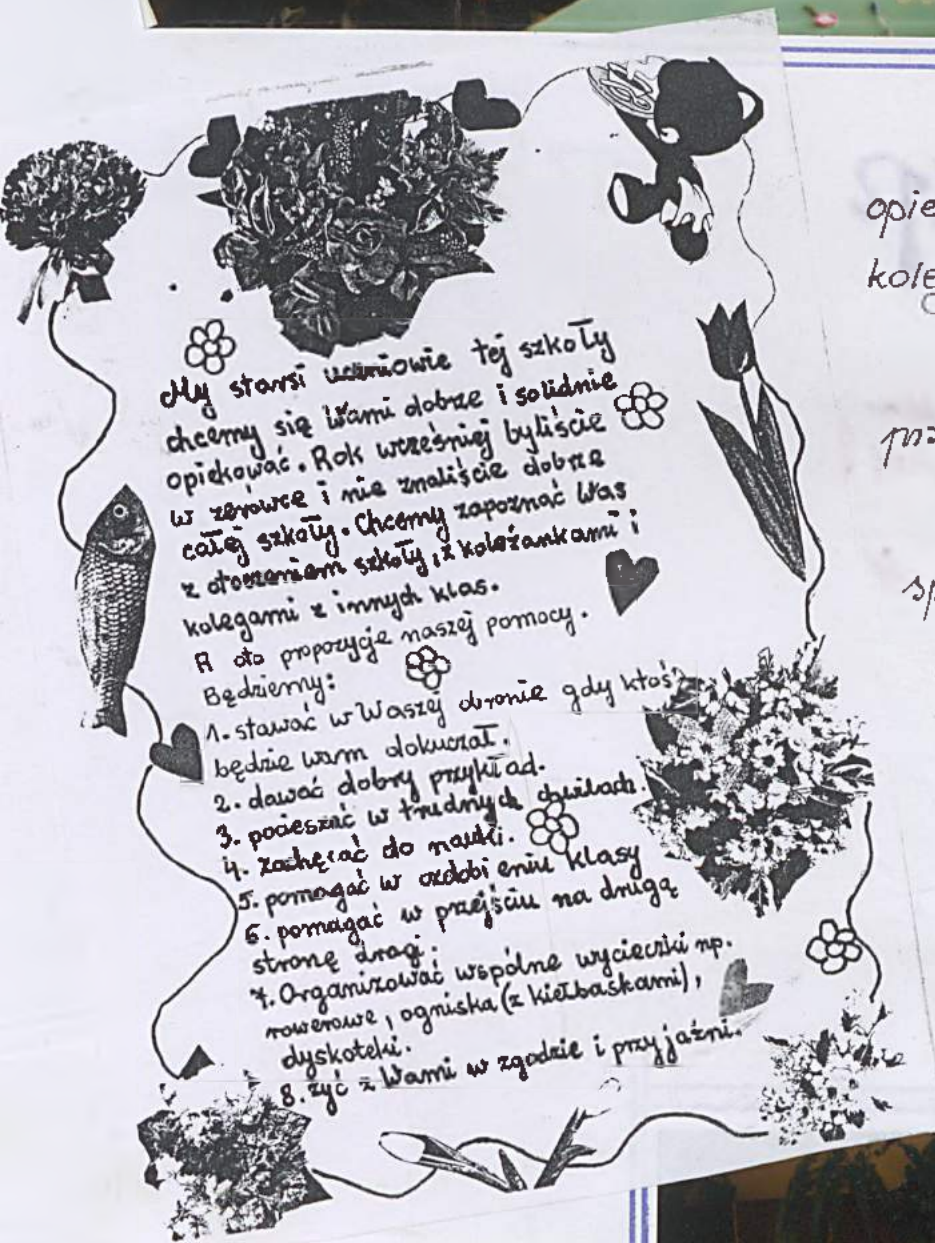 My starsi uczniowie tej szkoły
chcemy się Wami dobrze i solidnie
opiekować. Rok wcześniej byliście
w zerówce i nie znaliście dobrze
całej szkoły. Chcemy zapoznać Was
z otoczeniem szkoły, z koleżankami i
kolegami z innych klas.
A oto propozycje naszej pomocy.
Będziemy:
1. stawać w Waszej obronie gdy ktoś
będzie wam dokuczał.
2. dawać dobry przykład.
3. pocieszać w trudnych chwilach.
4. zachęcać do nauki.
5. pomagać w ozdobieniu klasy
6. pomagać w przejściu na drugą
stronę drogi.
7. Organizować wspólne wycieczki np.
rowerowe, ogniska (z kiełbaskami),
dyskoteki.
8. żyć z Wami w zgodzie i przyjaźni.
opie
kole
prz
sp